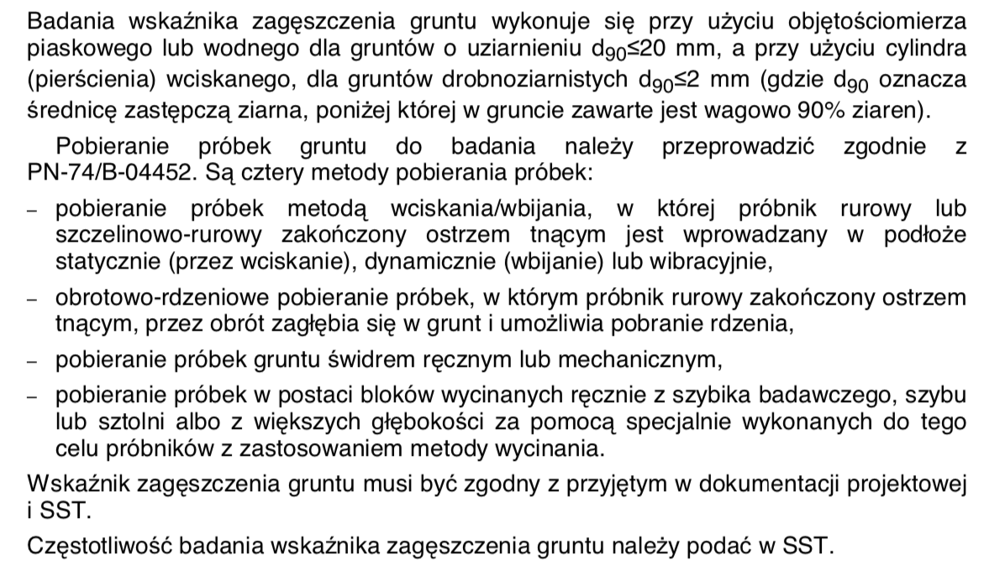 Badania wskaźnika zagęszczenia gruntu wykonuje się przy użyciu objętościomierza
piaskowego lub wodnego dla gruntów o uziarnieniu d90≤20 mm, a przy użyciu cylindra
(pierścienia) wciskanego, dla gruntów drobnoziarnistych d90≤2 mm (gdzie d90 oznacza
średnicę zastępczą ziarna, poniżej której w gruncie zawarte jest wagowo 90% ziaren).
Pobieranie próbek gruntu do badania należy przeprowadzić zgodnie z
PN-74/B-04452. Są cztery metody pobierania próbek:
– pobieranie próbek metodą wciskania/wbijania, w której próbnik rurowy lub
szczelinowo-rurowy zakończony ostrzem tnącym jest wprowadzany w podłoże
statycznie (przez wciskanie), dynamicznie (wbijanie) lub wibracyjnie,
– obrotowo-rdzeniowe pobieranie próbek, w którym próbnik rurowy zakończony ostrzem
tnącym, przez obrót zagłębia się w grunt i umożliwia pobranie rdzenia,
– pobieranie próbek gruntu świdrem ręcznym lub mechanicznym,
– pobieranie próbek w postaci bloków wycinanych ręcznie z szybika badawczego, szybu
lub sztolni albo z większych głębokości za pomocą specjalnie wykonanych do tego
celu próbników z zastosowaniem metody wycinania.
Wskaźnik zagęszczenia gruntu musi być zgodny z przyjętym w dokumentacji projektowej
i SST.
Częstotliwość badania wskaźnika zagęszczenia gruntu należy podać w SST.